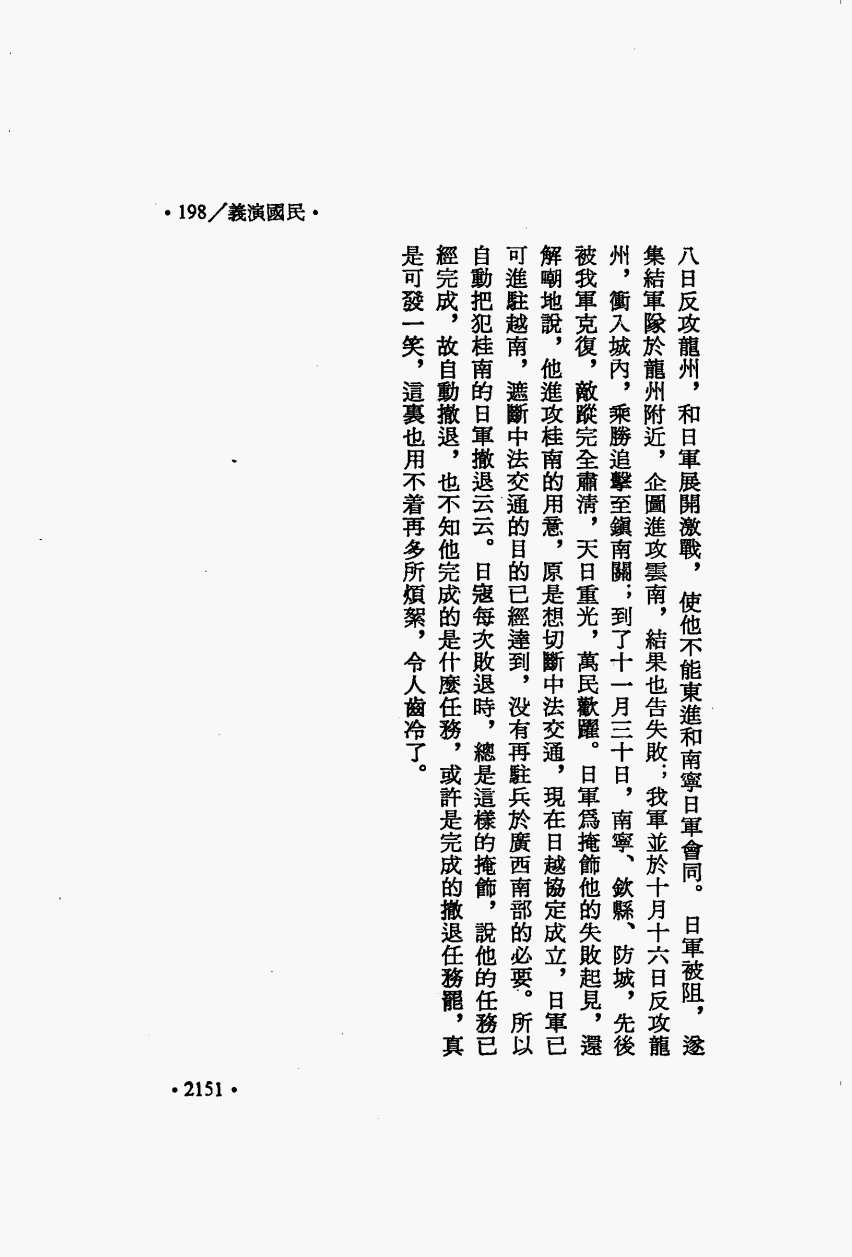 ·198／義演國民·
八日反攻龍州，和日軍展開激戰，使他不能東進和南寧日軍會同。日軍被阻，遂
集結軍隊於龍州附近，企圖進攻雲南，結果也告失敗；我軍並於十月十六日反攻龍
州，衝入城內，乘勝追擊至鎭南關；到了十一月三十日，南寧、欽縣、防城，先後
被我軍克復，敵蹤完全肅清，天日重光，萬民歡躍。日軍爲掩飾他的失敗起見，還
解嘲地說，他進攻桂南的用意，原是想切斷中法交通，現在日越協定成立，日軍已
可進駐越南，遮斷中法交通的目的已經達到，没有再駐兵於廣西南部的必要。所以
自動把犯桂南的日軍撤退云云。日寇每次敗退時，總是這樣的掩飾，說他的任務已
經完成，故自動撤退，也不知他完成的是什麼任務，或許是完成的撤退任務罷，真
是可發一笑，這裏也用不着再多所煩絮，令人齒冷了。
·2151·